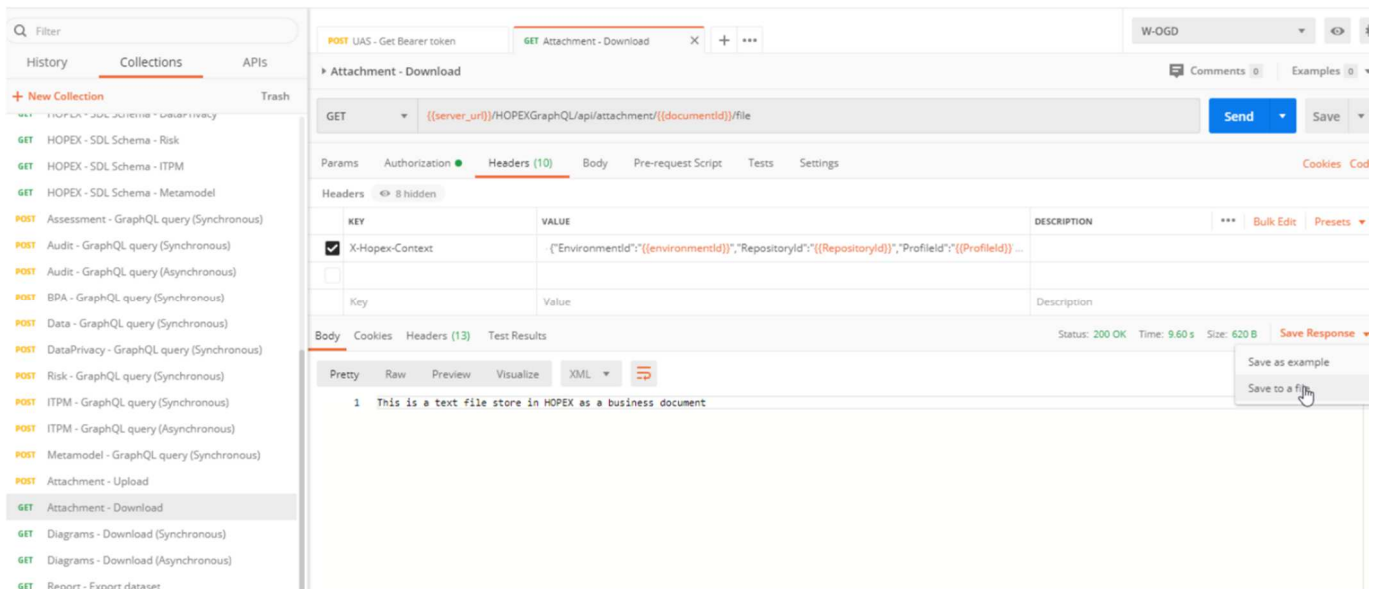 Filter
History Collections APIs
+ New Collection Trash
GET HOPEX - SDL Schema - DataPrivacy
GET HOPEX - SDL Schema - Risk
GET HOPEX - SDL Schema - ITPM
GET HOPEX - SDL Schema - Metamodel
POST Assessment - GraphQL query (Synchronous)
POST Audit - GraphQL query (Synchronous)
POST Audit - GraphQL query (Asynchronous)
POST BPA - GraphQL query (Synchronous)
POST Data - GraphQL query (Synchronous)
POST DataPrivacy - GraphQL query (Synchronous)
POST Risk - GraphQL query (Synchronous)
POST ITPM - GraphQL query (Synchronous)
POST ITPM - GraphQL query (Asynchronous)
POST Metamodel - GraphQL query (Synchronous)
POST Attachment - Upload
GET Attachment - Download
GET Diagrams - Download (Synchronous)
GET Diagrams - Download (Asynchronous)
GET Report - Export dataset
POST UAS - Get Bearer token GET Attachment - Download
W-OGD
Attachment - Download
Comments 0 Examples 0
GET {{server_url}}/HOPEXGraphQL/api/attachment/{{documentId}}/file
Send Save
Params Authorization Headers (10) Body Pre-request Script Tests Settings
Cookies Cod
Headers 8 hidden
KEY VALUE DESCRIPTION
Bulk Edit Presets
X-Hopex-Context {"EnvironmentId":"{{environmentId}}","RepositoryId":"{{RepositoryId}}","ProfileId":"{{ProfileId}}'...
Key Value Description
Body Cookies Headers (13) Test Results
Status: 200 OK Time: 9.60 s Size: 620 B Save Response
Save as example
Save to a file
Pretty Raw Preview Visualize XML
1 This is a text file store in HOPEX as a business document